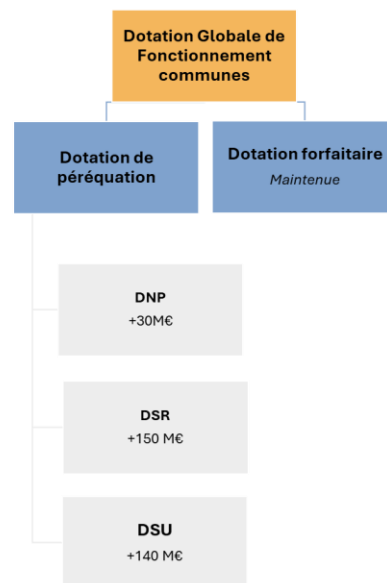 Dotation Globale de
Fonctionnement
communes
Dotation de
péréquation
Dotation forfaitaire
Maintenue
DNP
+30M€
DSR
+150 M€
DSU
+140 M€